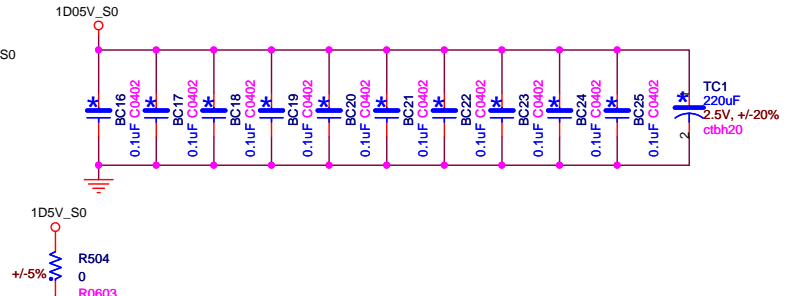 1D05V_S0
S0
BC16
0.1uF C0402
BC17
0.1uF C0402
BC18
0.1uF C0402
BC19
0.1uF C0402
BC20
0.1uF C0402
BC21
0.1uF C0402
BC22
0.1uF C0402
BC23
0.1uF C0402
BC24
0.1uF C0402
BC25
0.1uF C0402
TC1
220uF
2.5V, +/-20%
ctbh20
2
1D5V_S0
R504
+/-5%
0
R0603